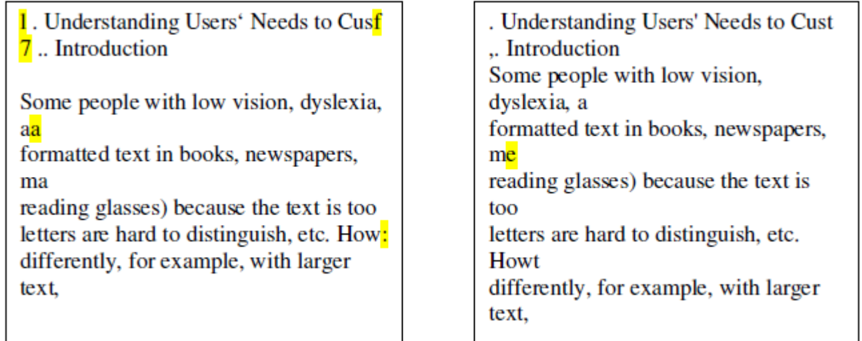 l . Understanding Users‘ Needs to Cusf
7 .. Introduction
Some people with low vision, dyslexia,
aa
formatted text in books, newspapers,
ma
reading glasses) because the text is too
letters are hard to distinguish, etc. How:
differently, for example, with larger
text,
. Understanding Users' Needs to Cust
,. Introduction
Some people with low vision,
dyslexia, a
formatted text in books, newspapers,
me
reading glasses) because the text is
too
letters are hard to distinguish, etc.
Howt
differently, for example, with larger
text,